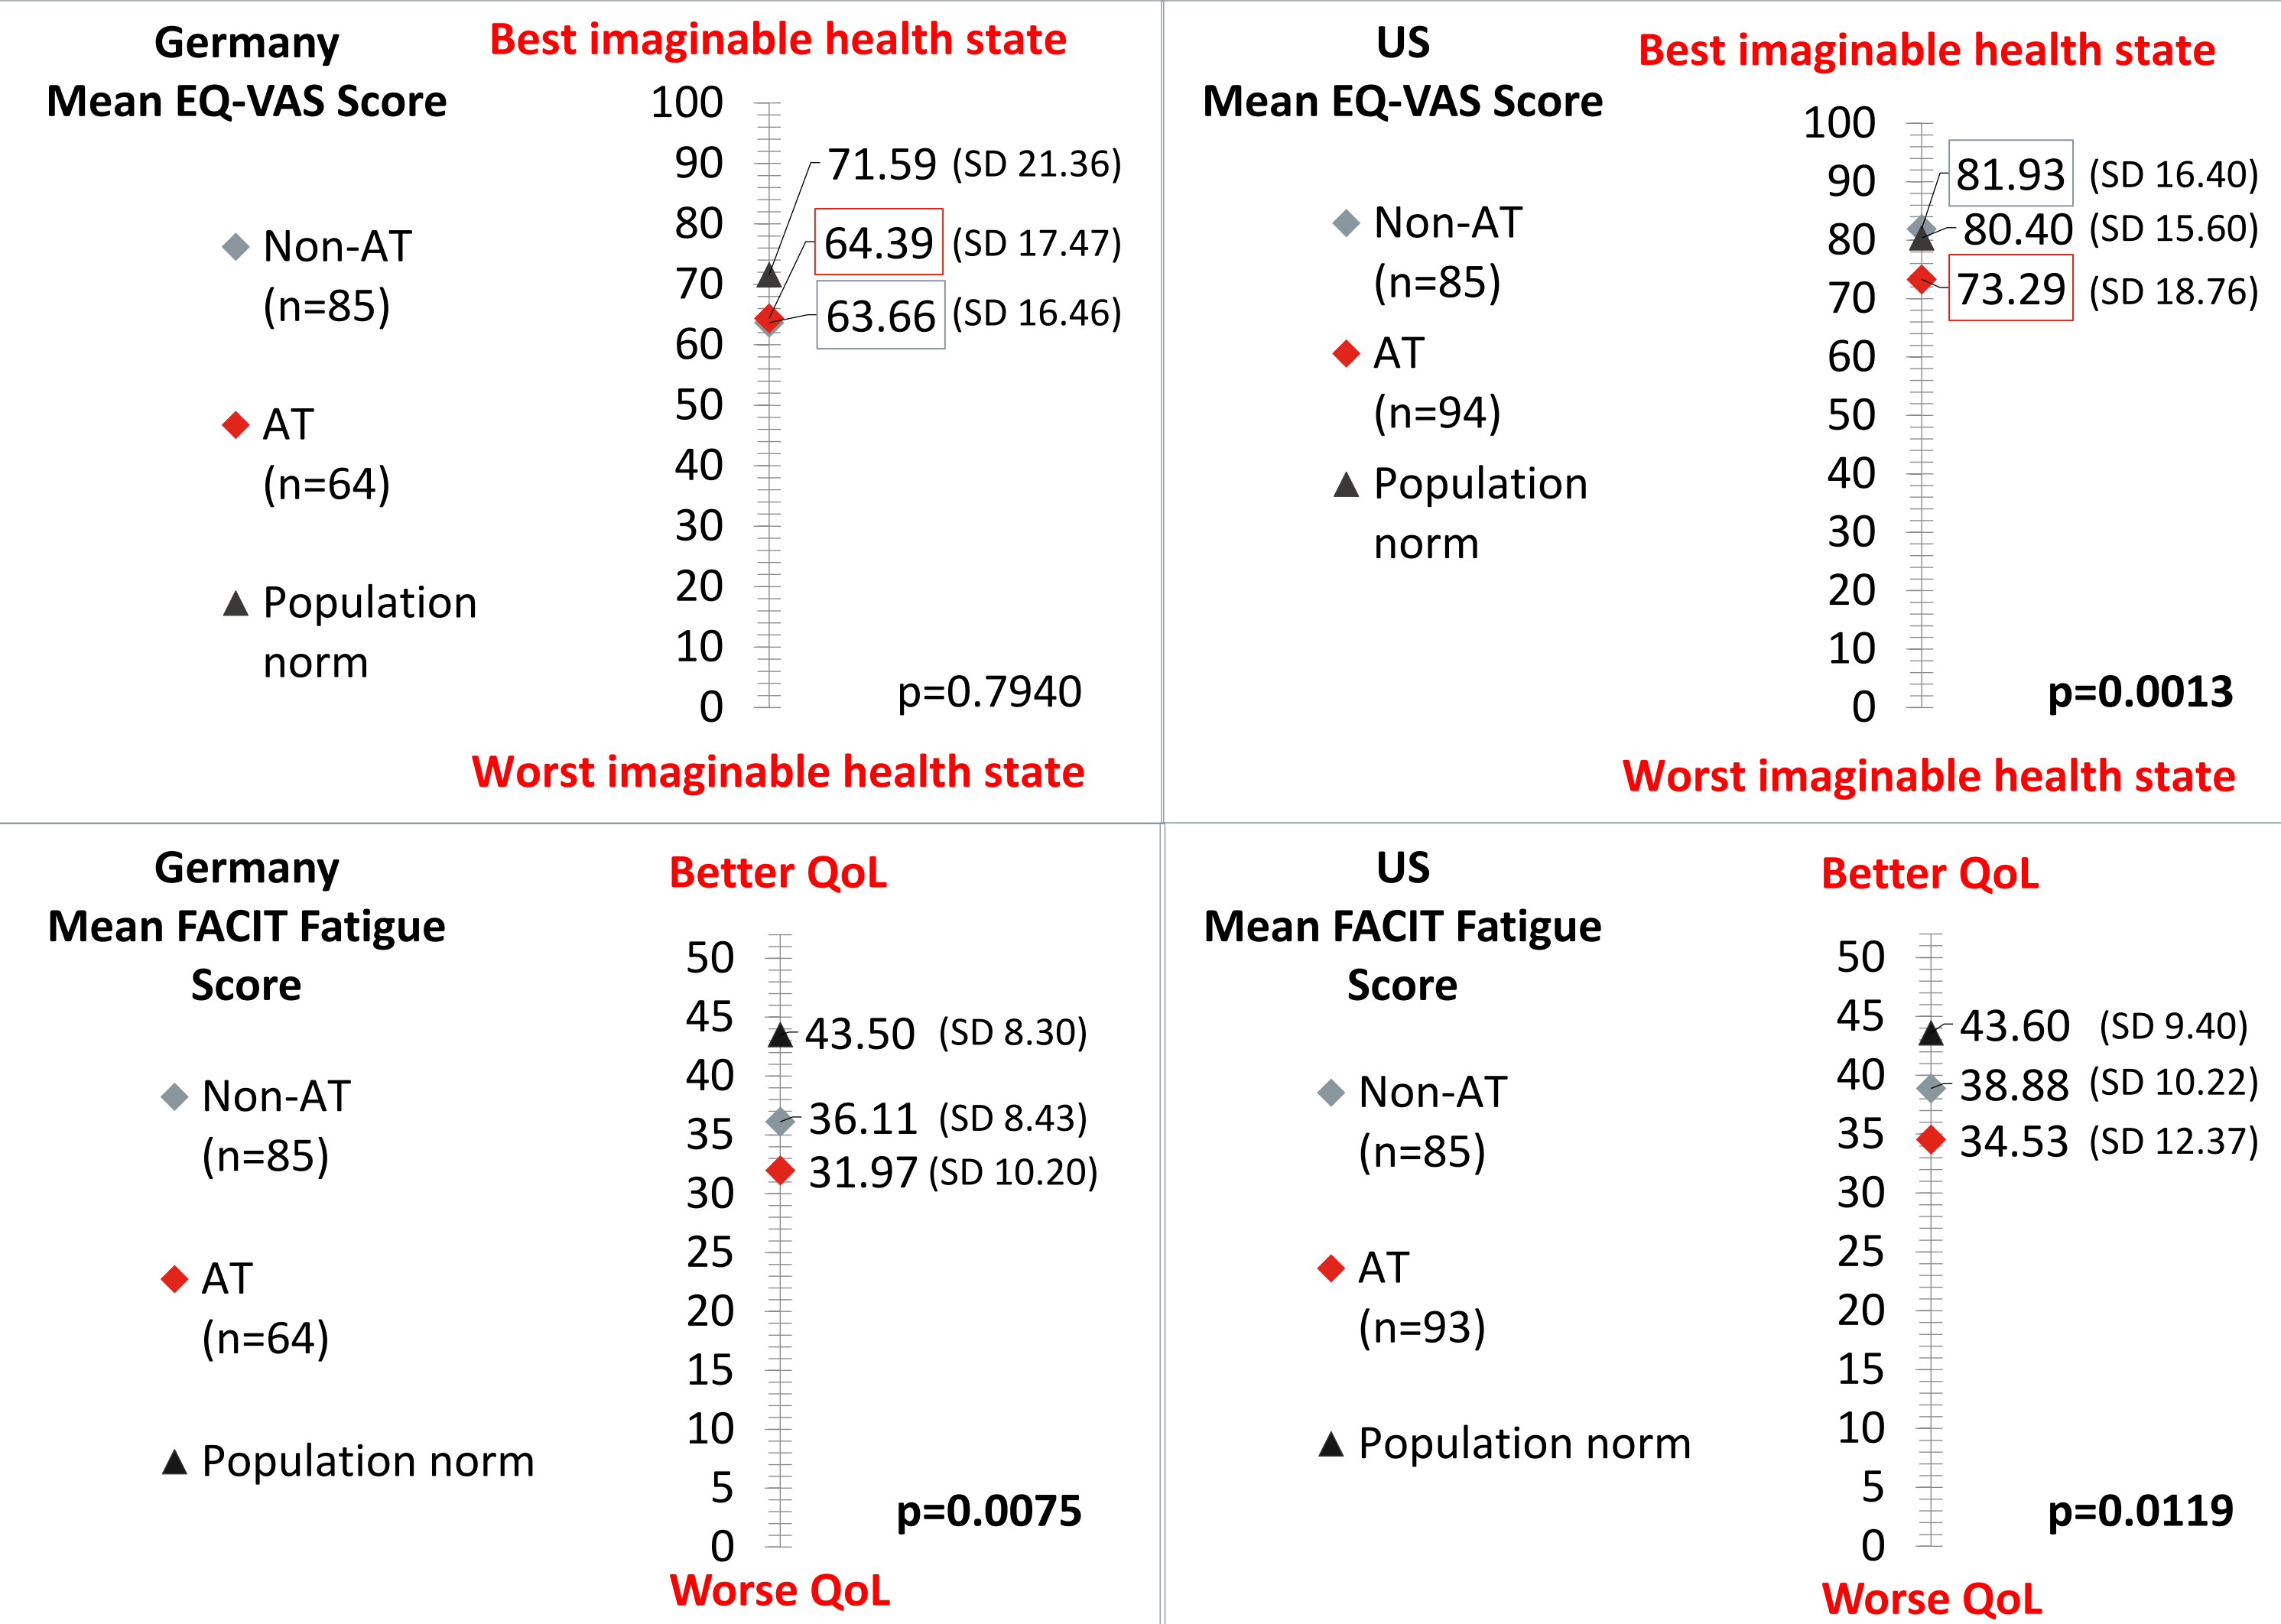 Germany
Mean EQ-VAS Score
Best imaginable health state
Non-AT
(n=85)
AT
(n=64)
Population
norm
100
90
80
70
60
50
40
30
20
10
0
71.59 (SD 21.36)
64.39 (SD 17.47)
63.66 (SD 16.46)
p=0.7940
Worst imaginable health state
US
Mean EQ-VAS Score
Best imaginable health state
Non-AT
(n=85)
AT
(n=94)
Population
norm
100
90
80
70
60
50
40
30
20
10
0
81.93 (SD 16.40)
80.40 (SD 15.60)
73.29 (SD 18.76)
p=0.0013
Worst imaginable health state
Germany
Mean FACIT Fatigue
Score
Better QoL
Non-AT
(n=85)
AT
(n=64)
Population norm
50
45
40
35
30
25
20
15
10
5
0
43.50 (SD 8.30)
36.11 (SD 8.43)
31.97 (SD 10.20)
p=0.0075
Worse QoL
US
Mean FACIT Fatigue
Score
Better QoL
Non-AT
(n=85)
AT
(n=93)
Population norm
50
45
40
35
30
25
20
15
10
5
0
43.60 (SD 9.40)
38.88 (SD 10.22)
34.53 (SD 12.37)
p=0.0119
Worse QoL